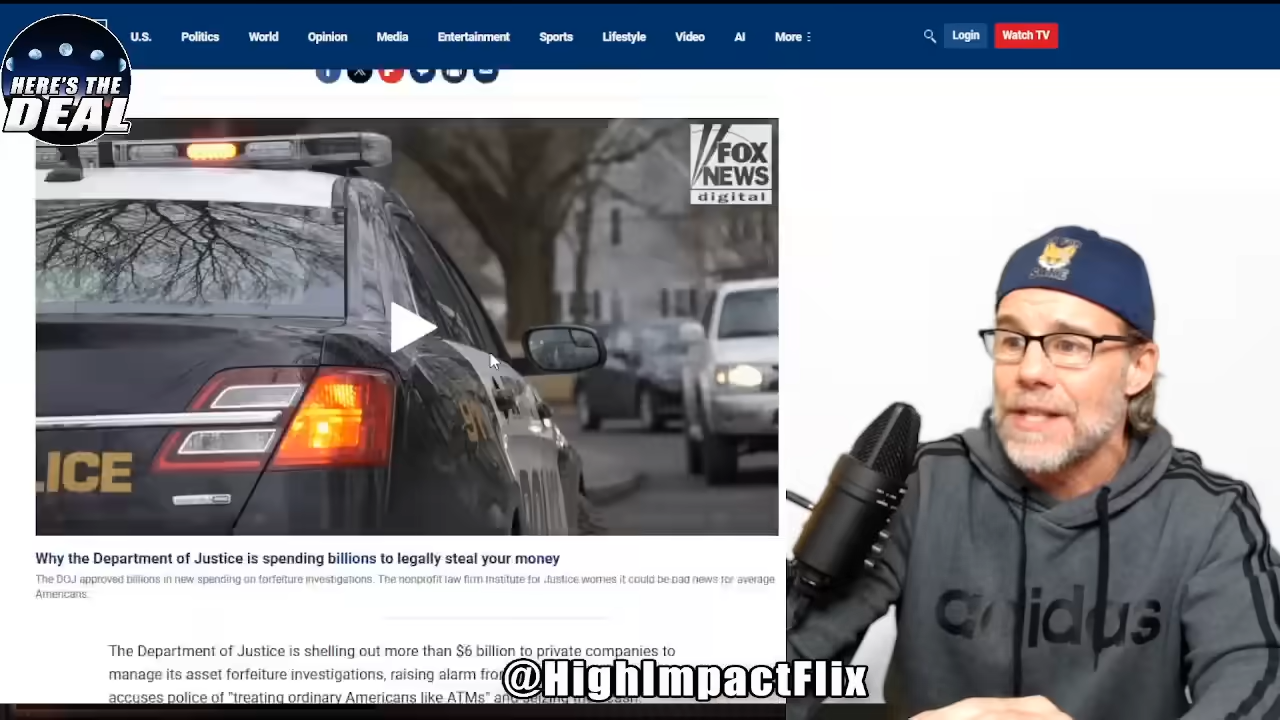 U.S. Politics World Opinion Media Entertainment Sports Lifestyle Video AI More Login Watch TV
HERE'S THE
DEAL
FOX
NEWS
digital
SANE
LICE
Why the Department of Justice is spending billions to legally steal your money
The DOJ approved billions in new spending on forfeiture investigations. The nonprofit law firm Institute for Justice worries it could be bad news for average
Americans.
The Department of Justice is shelling out more than $6 billion to private companies to
manage its asset forfeiture investigations, raising alarm
accuses police of "treating ordinary Americans like ATMs" and
@HighImpactFlix
adidas